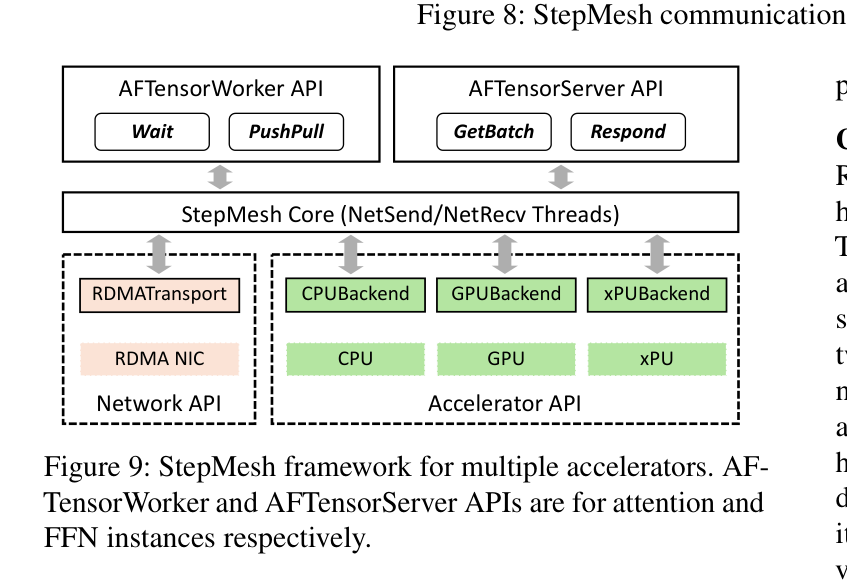 Figure 8: StepMesh communication
AFTensorWorker API
Wait
PushPull
AFTensorServer API
GetBatch
Respond
StepMesh Core (NetSend/NetRecv Threads)
RDMATransport
RDMA NIC
Network API
CPUBackend
GPUBackend
xPUBackend
CPU
GPU
xPU
Accelerator API
Figure 9: StepMesh framework for multiple accelerators. AF-
TensorWorker and AFTensorServer APIs are for attention and
FFN instances respectively.